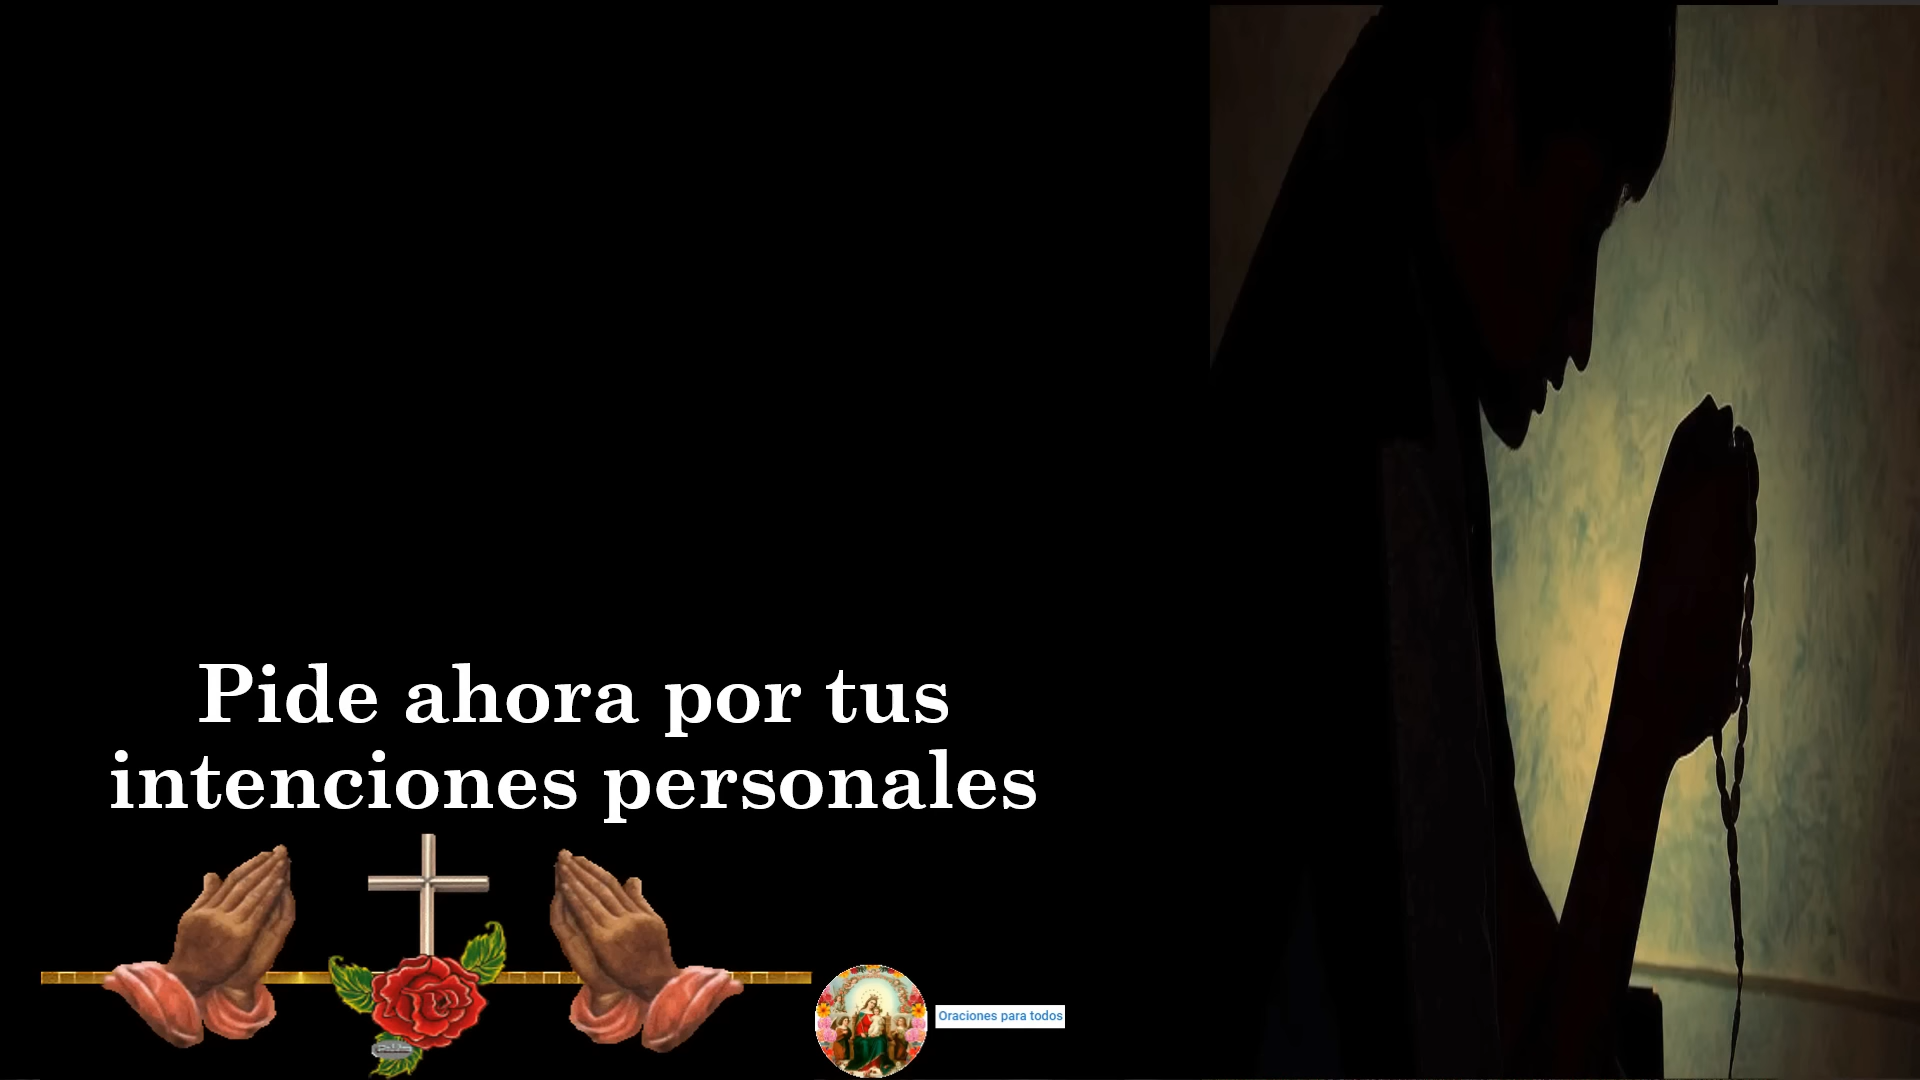 Pide ahora por tus
intenciones personales
Oraciones para todos